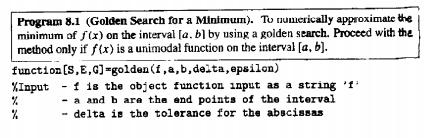 Program 8.1 (Golden Search for a Minimum). To numerically approximate the
minimum of f(x) on the interval [a, b] by using a golden search. Proceed with the
method only if f(x) is a unimodal function on the interval [a, b].
function[S,E,G]=golden(f,a,b,delta,epsilon)
%Input - f is the object function input as a string 'f'
% - a and b are the end points of the interval
% - delta is the tolerance for the abscissas